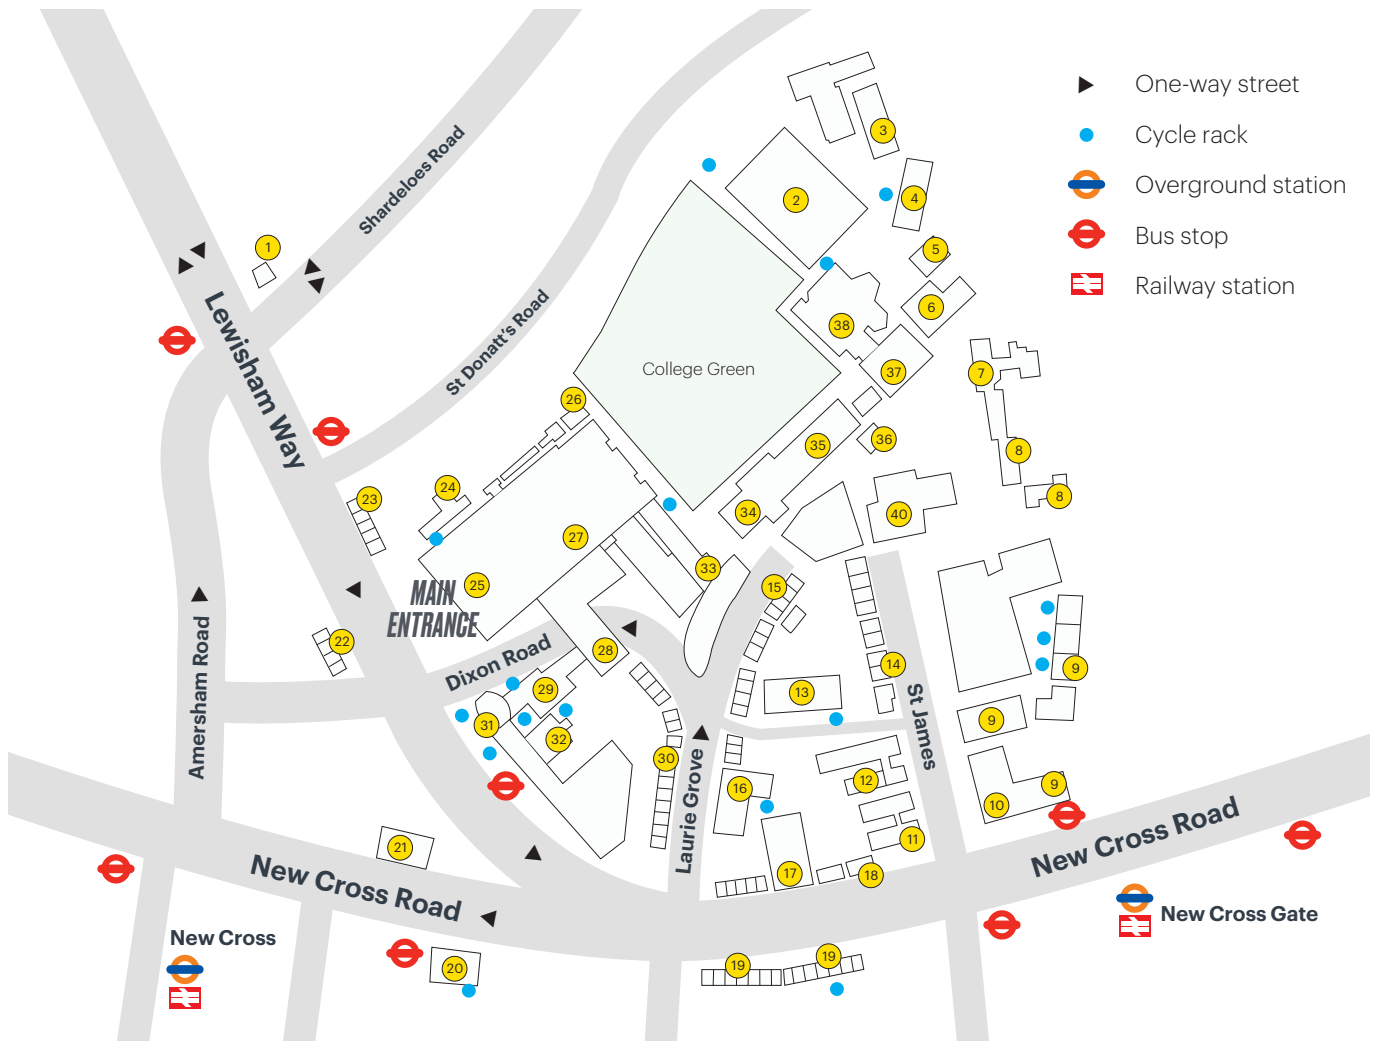 One-way street
Cycle rack
Overground station
Bus stop
Railway station
Shardeloes Road
St Donatt's Road
Lewisham Way
College Green
MAIN
ENTRANCE
Dixon Road
Amersham Road
Laurie Grove
St James
New Cross Road
New Cross Road
New Cross
New Cross Gate
1
2
3
4
5
6
7
8
8
9
9
9
10
11
12
13
14
15
16
17
18
19
19
20
21
22
23
24
25
26
27
28
29
30
31
32
33
34
35
36
37
38
40